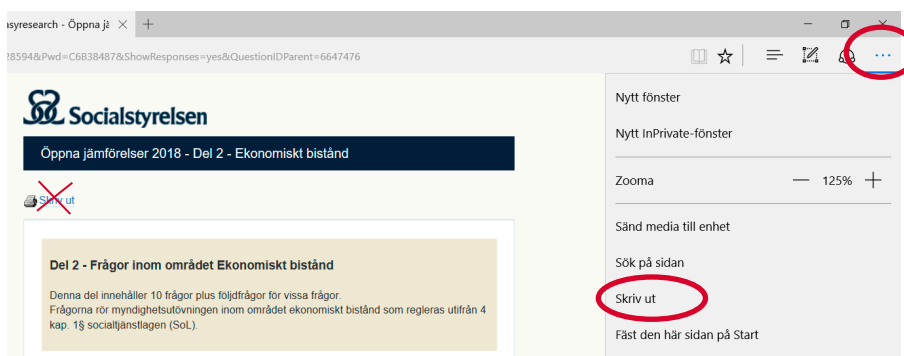 asyresearch - Öppna jä
28594&Pwd=C6B38487&ShowResponses=yes&QuestionIDParent=6647476
Socialstyrelsen
Öppna jämförelser 2018 - Del 2 - Ekonomiskt bistånd
Skriv ut
Del 2 - Frågor inom området Ekonomiskt bistånd
Denna del innehåller 10 frågor plus följdfrågor för vissa frågor.
Frågorna rör myndighetsutövningen inom området ekonomiskt bistånd som regleras utifrån 4
kap. 1§ socialtjänstlagen (SoL).
Nytt fönster
Nytt InPrivate-fönster
Zooma — 125% +
Sänd media till enhet
Sök på sidan
Skriv ut
Fäst den här sidan på Start